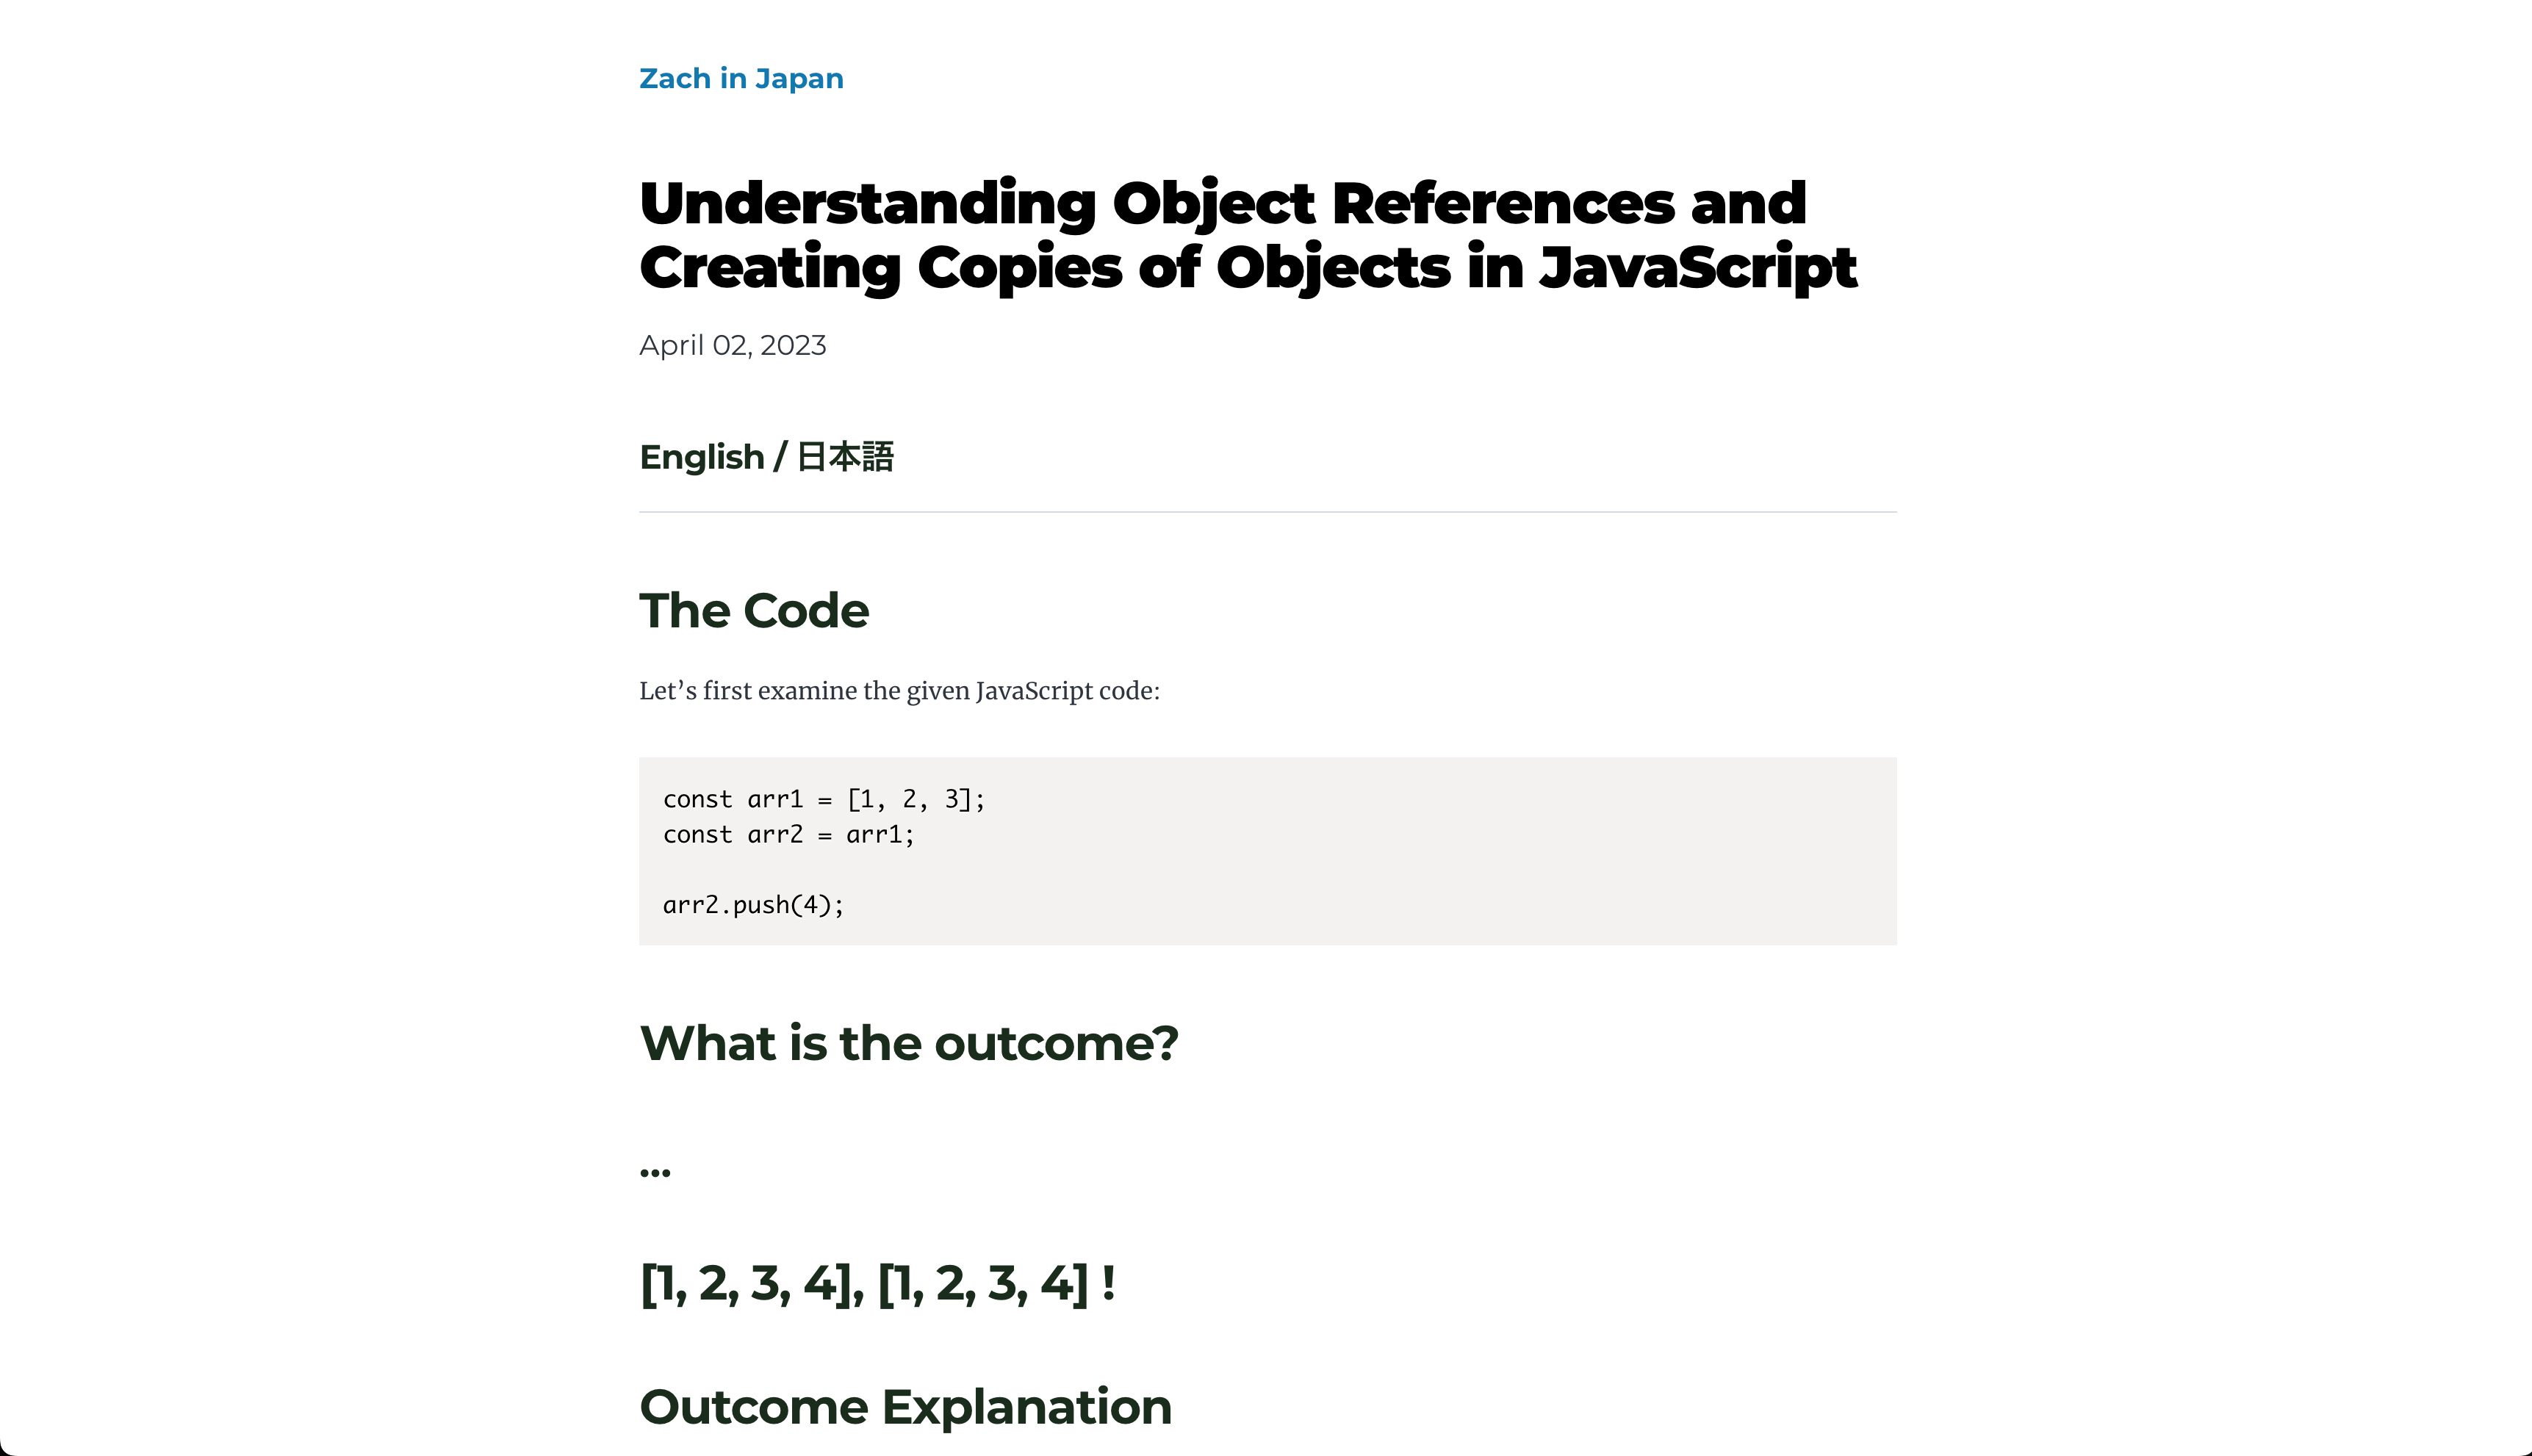 Zach in Japan
Understanding Object References and
Creating Copies of Objects in JavaScript
April 02, 2023
English / 日本語
The Code
Let’s first examine the given JavaScript code:
const arr1 = [1, 2, 3];
const arr2 = arr1;
arr2.push(4);
What is the outcome?
...
[1, 2, 3, 4], [1, 2, 3, 4] !
Outcome Explanation